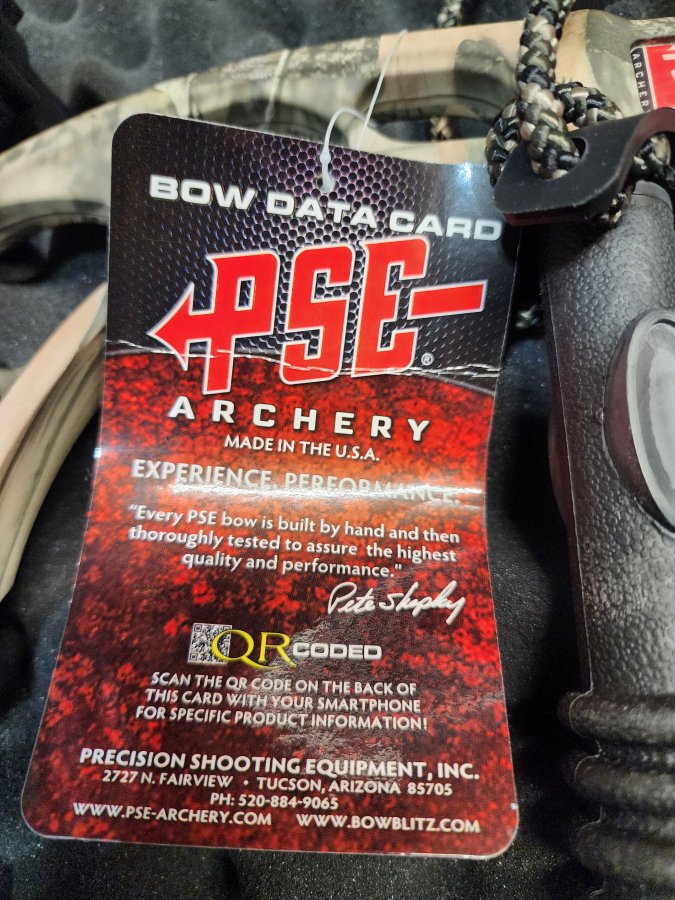 BOW DATA CARD
PSE®
ARCHERY
MADE IN THE U.S.A.
EXPERIENCE. PERFORMANCE.
"Every PSE bow is built by hand and then
thoroughly tested to assure the highest
quality and performance."
Pete Shepley
QR CODED
SCAN THE QR CODE ON THE BACK OF
THIS CARD WITH YOUR SMARTPHONE
FOR SPECIFIC PRODUCT INFORMATION!
PRECISION SHOOTING EQUIPMENT, INC.
2727 N. FAIRVIEW • TUCSON, ARIZONA 85705
PH: 520-884-9065
WWW.PSE-ARCHERY.COM WWW.BOWBLITZ.COM
ARCHER